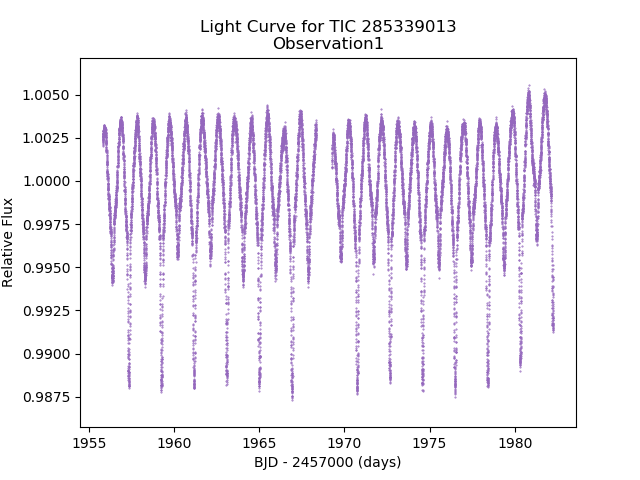 Light Curve for TIC 285339013
Observation1
1.0050
1.0025
1.0000
0.9975
0.9950
0.9925
0.9900
0.9875
Relative Flux
1955 1960 1965 1970 1975 1980
BJD - 2457000 (days)